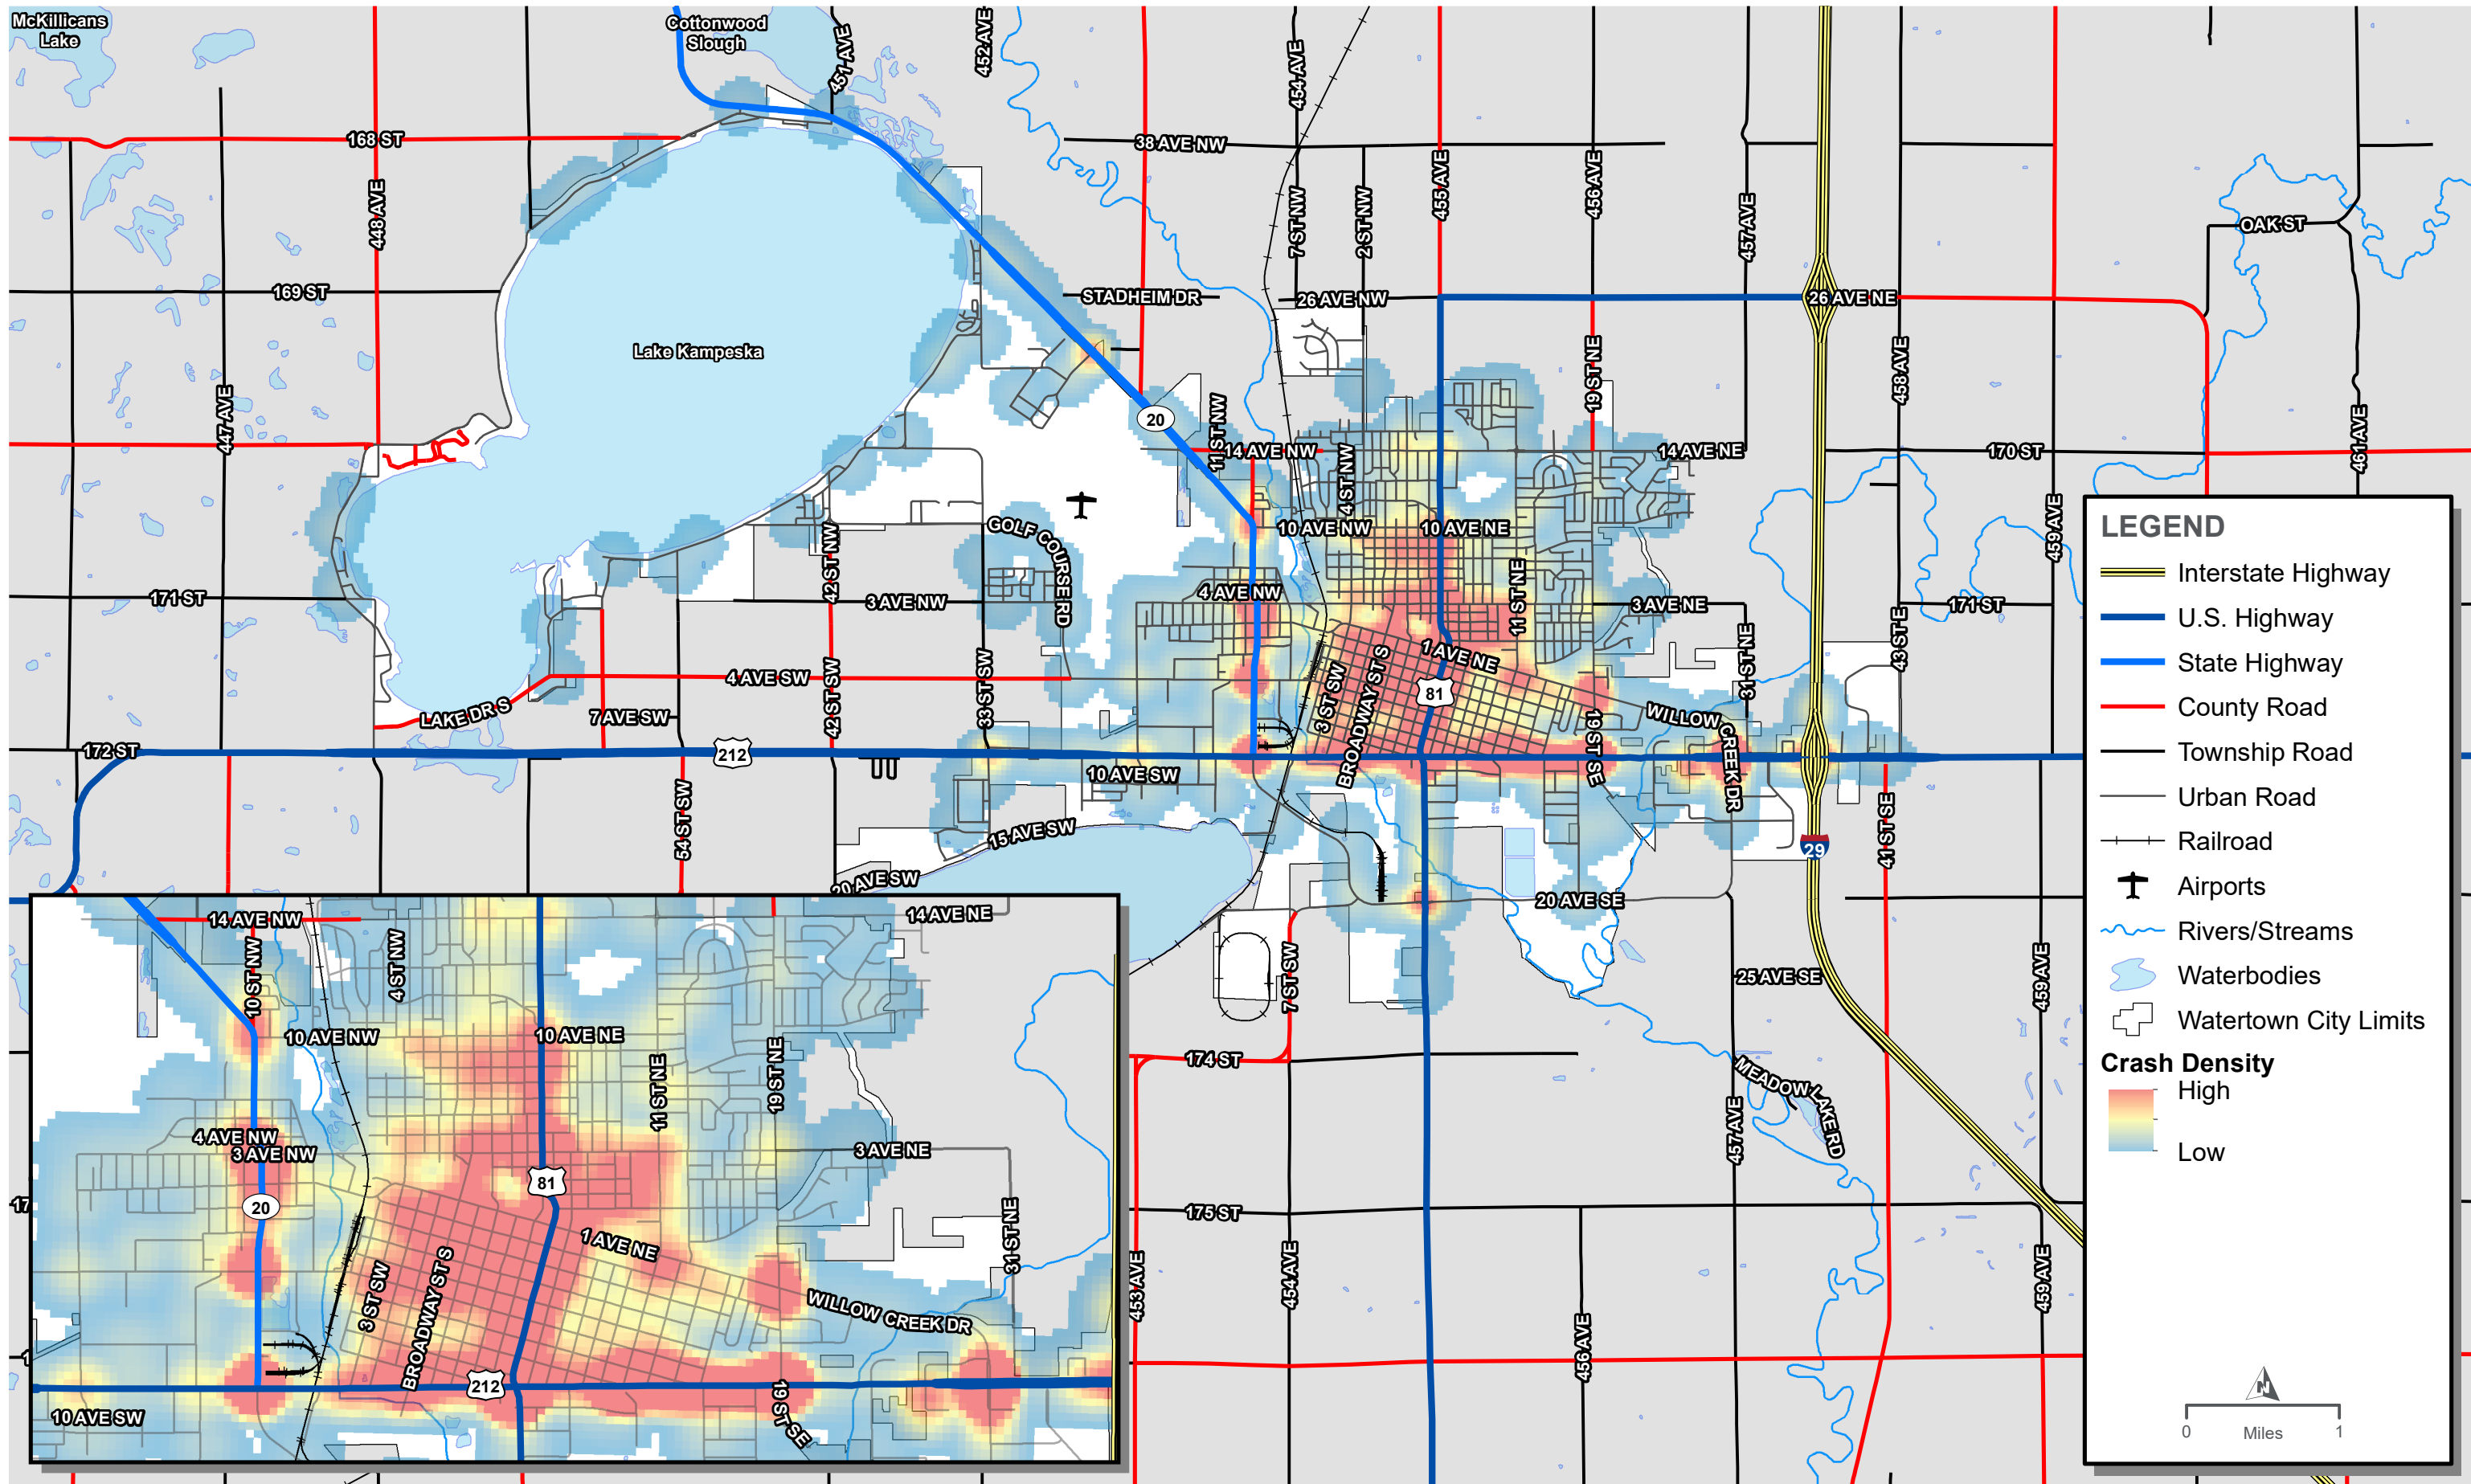 McKillicans
Lake
Cottonwood
Slough
451 AVE
452 AVE
454 AVE
168 ST
448 AVE
38 AVE NW
7 ST NW
2 ST NW
455 AVE
456 AVE
457 AVE
OAK ST
169 ST
STADHEIM DR
26 AVE NW
26 AVE NE
Lake Kampeska
447 AVE
20
11 ST NW
14 AVE NW
4 ST NW
19 ST NE
14 AVE NE
458 AVE
170 ST
461 AVE
GOLF COURSE RD
10 AVE NW
10 AVE NE
42 ST NW
459 AVE
171 ST
3 AVE NW
4 AVE NW
11 ST NE
3 AVE NE
171 ST
43 ST E
1 AVE NE
31 ST NE
4 AVE SW
42 ST SW
33 ST SW
3 ST SW
BROADWAY ST S
81
LAKE DR S
7 AVE SW
19 ST SE
WILLOW CREEK DR
172 ST
212
10 AVE SW
54 ST SW
15 AVE SW
20 AVE SW
29
41 ST SE
20 AVE SE
7 ST SW
25 AVE SE
459 AVE
174 ST
MEADOW LAKE RD
457 AVE
175 ST
453 AVE
454 AVE
456 AVE
459 AVE
14 AVE NW
10 ST NW
4 ST NW
14 AVE NE
10 AVE NW
10 AVE NE
11 ST NE
19 ST NE
4 AVE NW
3 AVE NW
3 AVE NE
20
81
1 AVE NE
31 ST NE
3 ST SW
BROADWAY ST S
WILLOW CREEK DR
212
10 AVE SW
19 ST SE
17
1
LEGEND
Interstate Highway
U.S. Highway
State Highway
County Road
Township Road
Urban Road
Railroad
Airports
Rivers/Streams
Waterbodies
Watertown City Limits
Crash Density
High
Low
N
0 Miles 1